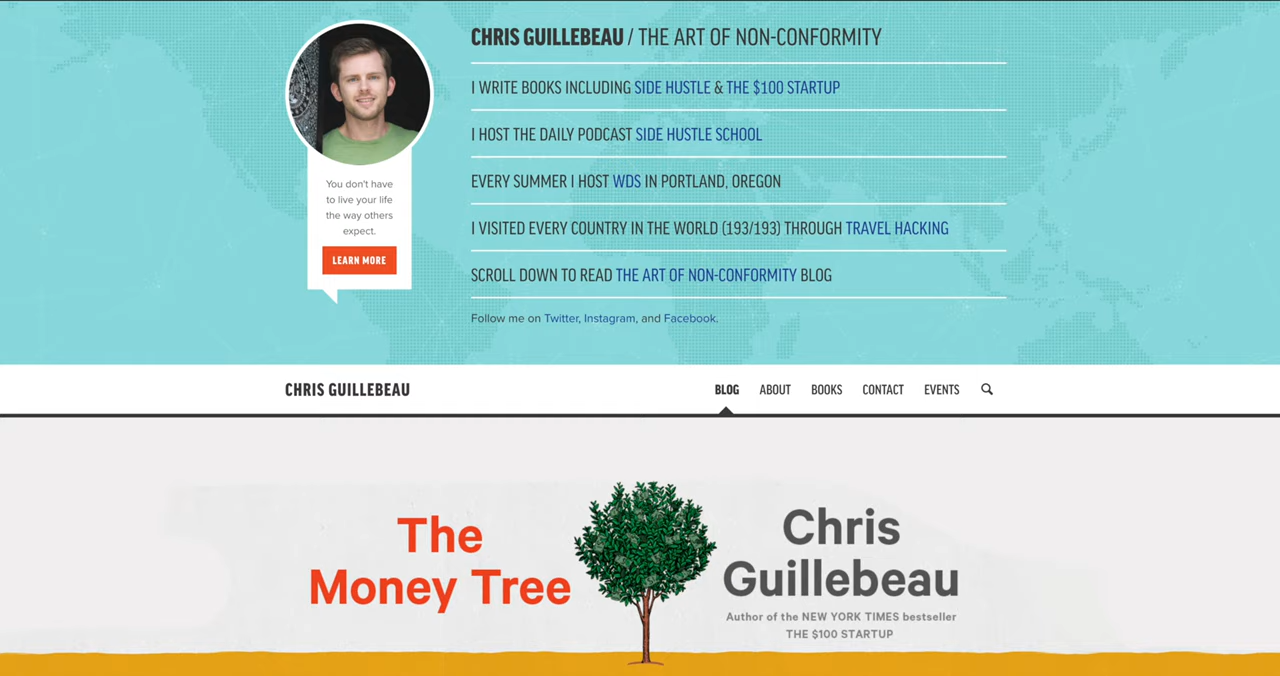 CHRIS GUILLEBEAU / THE ART OF NON-CONFORMITY
I WRITE BOOKS INCLUDING SIDE HUSTLE & THE $100 STARTUP
I HOST THE DAILY PODCAST SIDE HUSTLE SCHOOL
EVERY SUMMER I HOST WDS IN PORTLAND, OREGON
I VISITED EVERY COUNTRY IN THE WORLD (193/193) THROUGH TRAVEL HACKING
SCROLL DOWN TO READ THE ART OF NON-CONFORMITY BLOG
Follow me on Twitter, Instagram, and Facebook.
You don't have
to live your life
the way others
expect.
LEARN MORE
CHRIS GUILLEBEAU
BLOG ABOUT BOOKS CONTACT EVENTS
The
Money Tree
Chris
Guillebeau
Author of the NEW YORK TIMES bestseller
THE $100 STARTUP